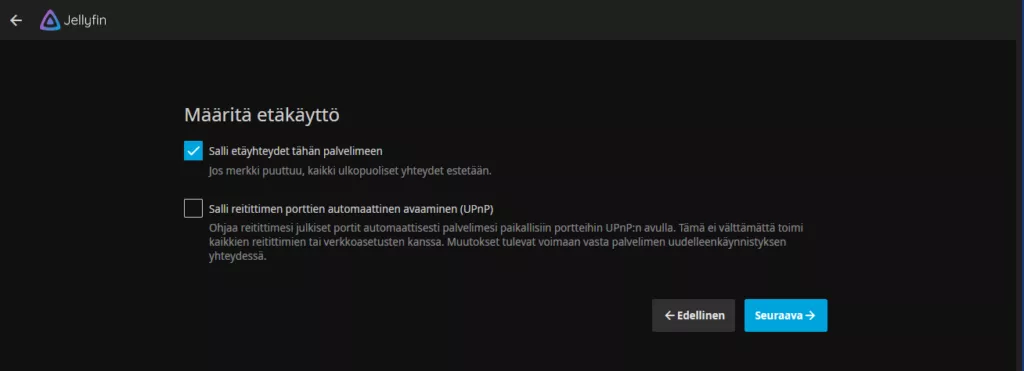 Jellyfin
Määritä etäkäyttö
Salli etäyhteydet tähän palvelimeen
Jos merkki puuttuu, kaikki ulkopuoliset yhteydet estetään.
Salli reitittimen porttien automaattinen avaaminen (UPnP)
Ohjaa reitittimesi julkiset portit automaattisesti palvelimesi paikallisiin portteihin UPnP:n avulla. Tämä ei välttämättä toimi
kaikkien reitittimien tai verkkoasetusten kanssa. Muutokset tulevat voimaan vasta palvelimen uudelleenkäynnistyksen
yhteydessä.
Edellinen
Seuraava